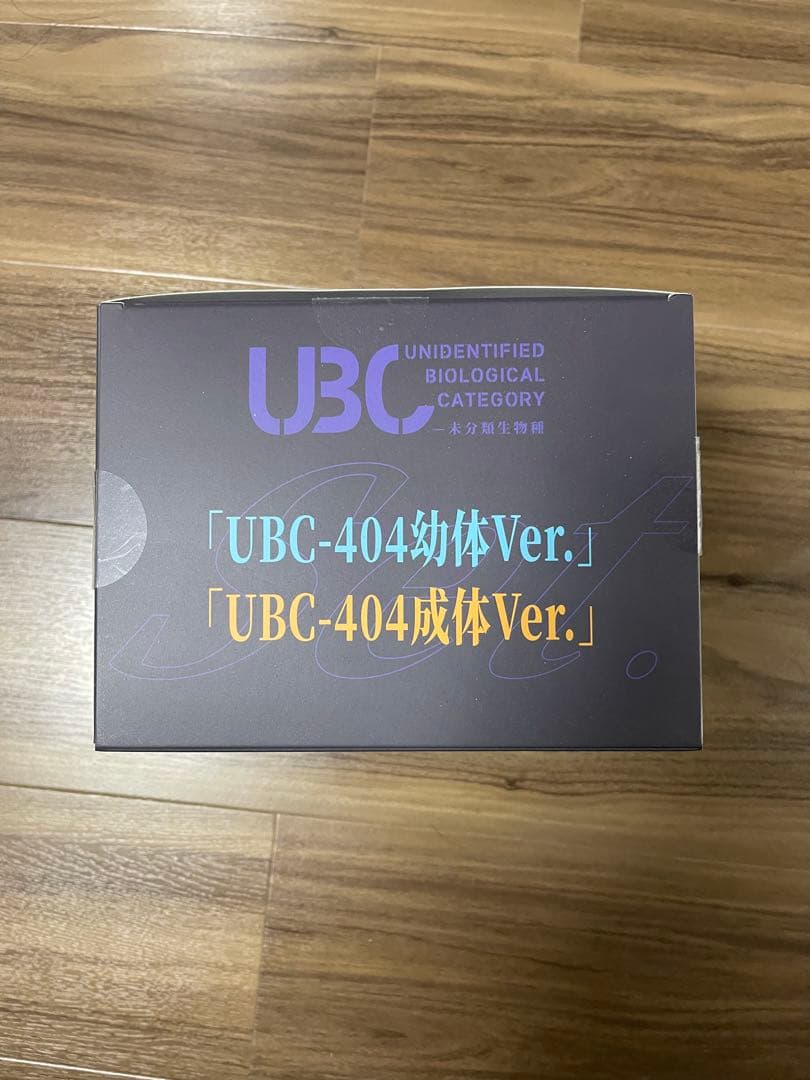 UBC
UNIDENTIFIED
BIOLOGICAL
CATEGORY
—未分類生物種
Set.
「UBC-404幼体Ver.」
「UBC-404成体Ver.」